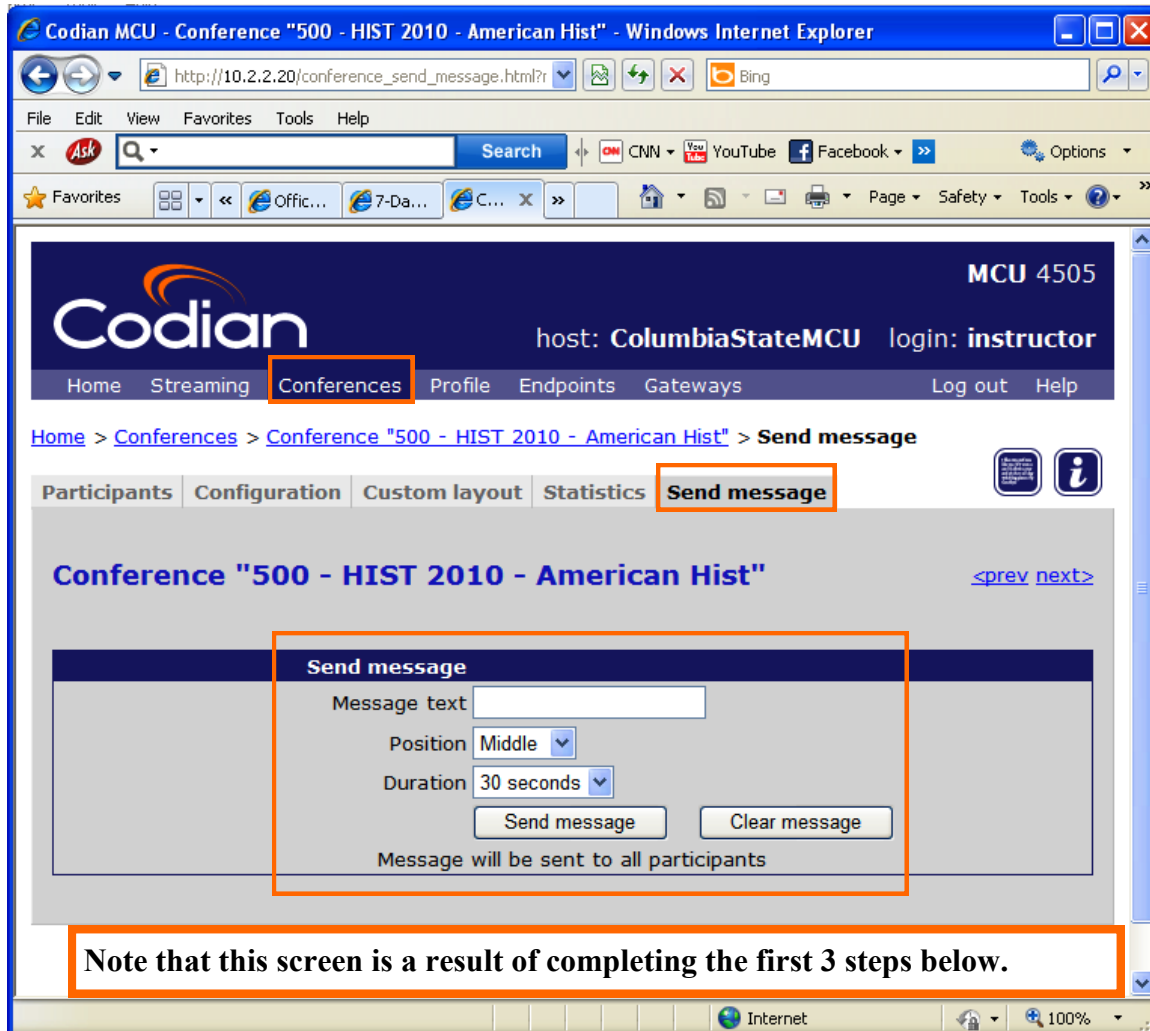 Codian MCU - Conference "500 - HIST 2010 - American Hist" - Windows Internet Explorer
http://10.2.2.20/conference_send_message.html?r
Bing
File Edit View Favorites Tools Help
x Ask Search CNN YouTube Facebook » Options
Favorites « Offic... 7-Da... C... X » Page Safety Tools »
MCU 4505
Codian
host: ColumbiaStateMCU login: instructor
Home Streaming Conferences Profile Endpoints Gateways Log out Help
Home > Conferences > Conference "500 - HIST 2010 - American Hist" > Send message
Participants Configuration Custom layout Statistics Send message
Conference "500 - HIST 2010 - American Hist" <prev next>
Send message
Message text
Position Middle
Duration 30 seconds
Send message Clear message
Message will be sent to all participants
Note that this screen is a result of completing the first 3 steps below.
Internet 100%